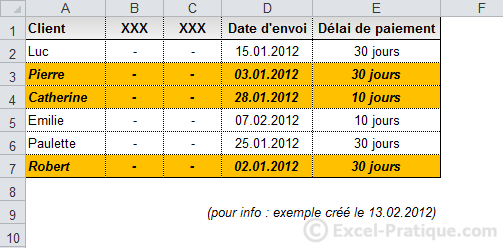 A B C D E F
1 Client XXX XXX Date d'envoi Délai de paiement
2 Luc - - 15.01.2012 30 jours
3 Pierre - - 03.01.2012 30 jours
4 Catherine - - 28.01.2012 10 jours
5 Emilie - - 07.02.2012 10 jours
6 Paulette - - 25.01.2012 30 jours
7 Robert - - 02.01.2012 30 jours
8
9 (pour info : exemple créé le 13.02.2012)
10 © Excel-Pratique.com